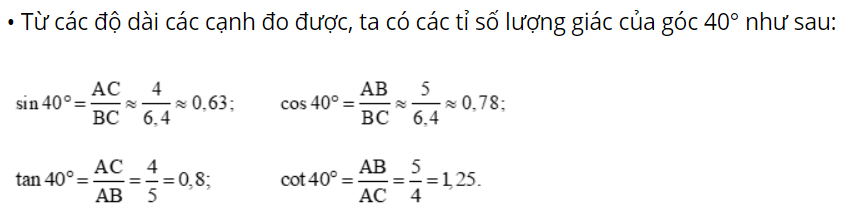 • Từ các độ dài các cạnh đo được, ta có các tỉ số lượng giác của góc 40° như sau:
sin 40° = AC/BC ≈ 4/6,4 ≈ 0,63; cos 40° = AB/BC ≈ 5/6,4 ≈ 0,78;
tan 40° = AC/AB = 4/5 = 0,8; cot 40° = AB/AC = 5/4 = 1,25.